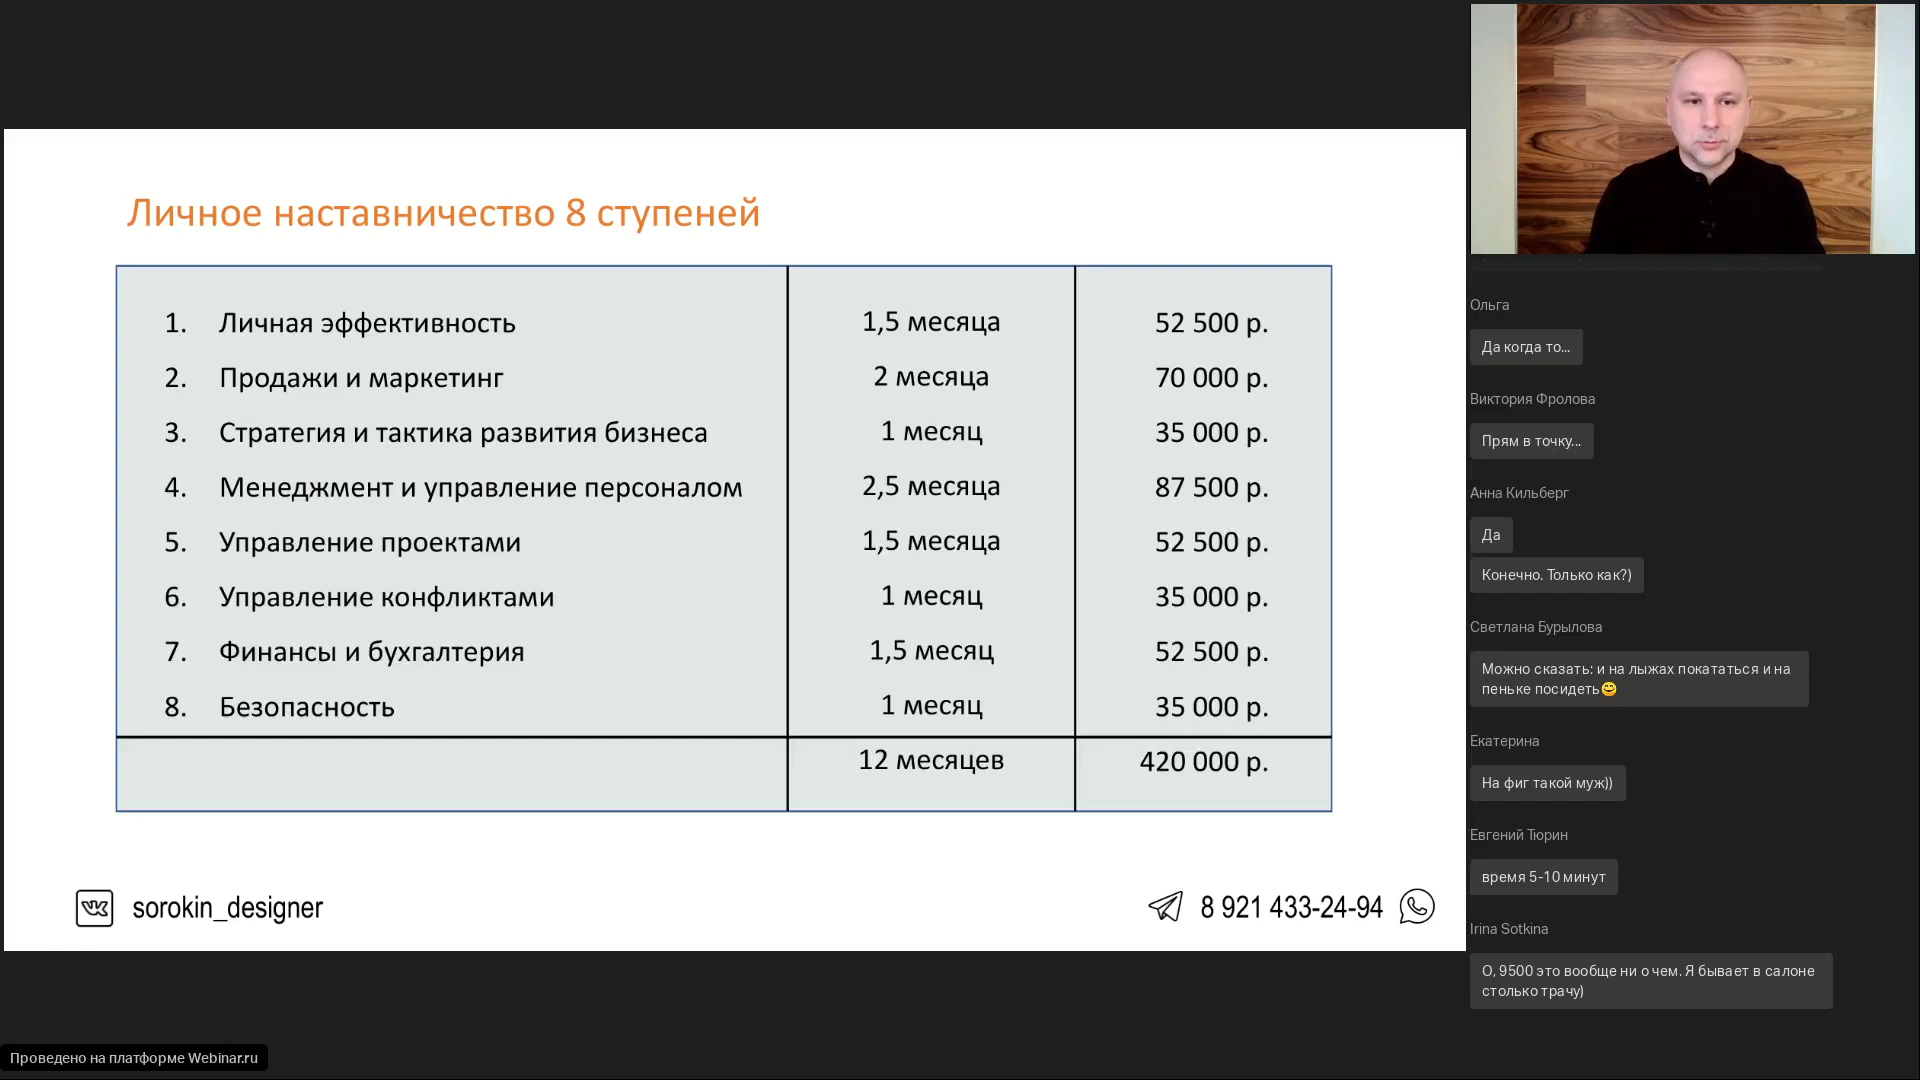 Личное наставничество 8 ступеней
1. Личная эффективность 1,5 месяца 52 500 р.
2. Продажи и маркетинг 2 месяца 70 000 р.
3. Стратегия и тактика развития бизнеса 1 месяц 35 000 р.
4. Менеджмент и управление персоналом 2,5 месяца 87 500 р.
5. Управление проектами 1,5 месяца 52 500 р.
6. Управление конфликтами 1 месяц 35 000 р.
7. Финансы и бухгалтерия 1,5 месяц 52 500 р.
8. Безопасность 1 месяц 35 000 р.
12 месяцев 420 000 р.
sorokin_designer
8 921 433-24-94
Ольга
Да когда то...
Виктория Фролова
Прям в точку...
Анна Кильберг
Да
Конечно. Только как?)
Светлана Бурылова
Можно сказать: и на лыжах покататься и на
пеньке посидеть😄
Екатерина
На фиг такой муж))
Евгений Тюрин
время 5-10 минут
Irina Sotkina
О, 9500 это вообще ни о чем. Я бывает в салоне
столько трачу)
Проведено на платформе Webinar.ru